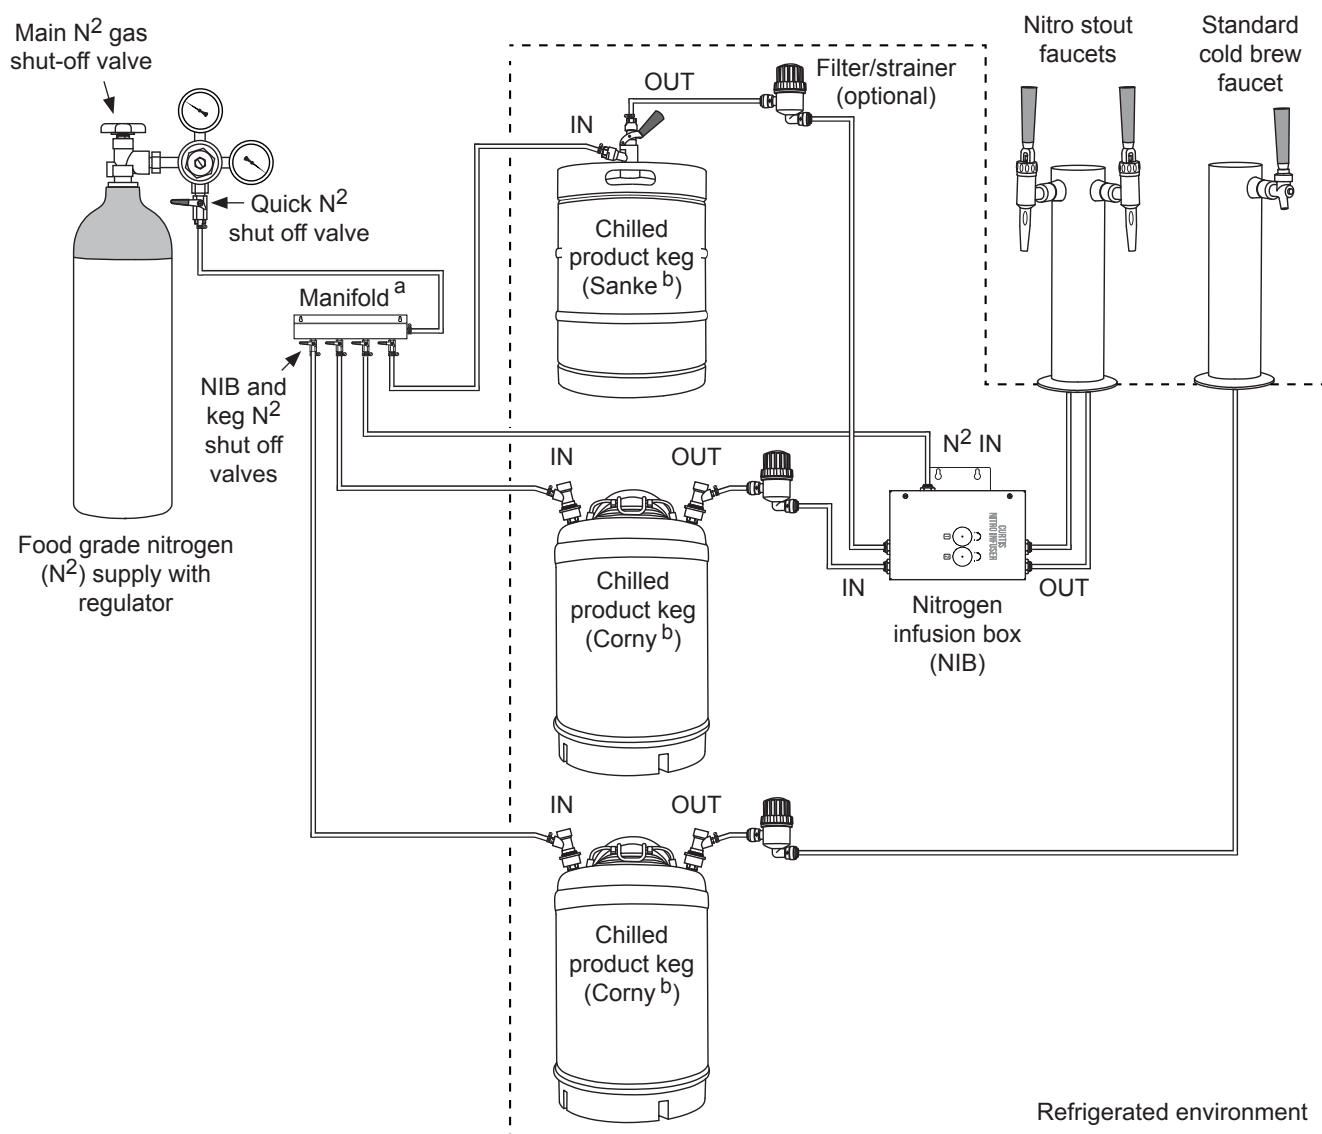 Main N² gas
shut-off valve
Nitro stout
faucets
Standard
cold brew
faucet
OUT
Filter/strainer
(optional)
IN
Quick N²
shut off valve
Chilled
product keg
(Sanke b)
Manifold a
NIB and
keg N²
shut off
valves
N² IN
IN
OUT
CURTIS
NITRO INFUSER
Food grade nitrogen
(N²) supply with
regulator
Chilled
product keg
(Corny b)
IN
OUT
Nitrogen
infusion box
(NIB)
IN
OUT
Chilled
product keg
(Corny b)
Refrigerated environment